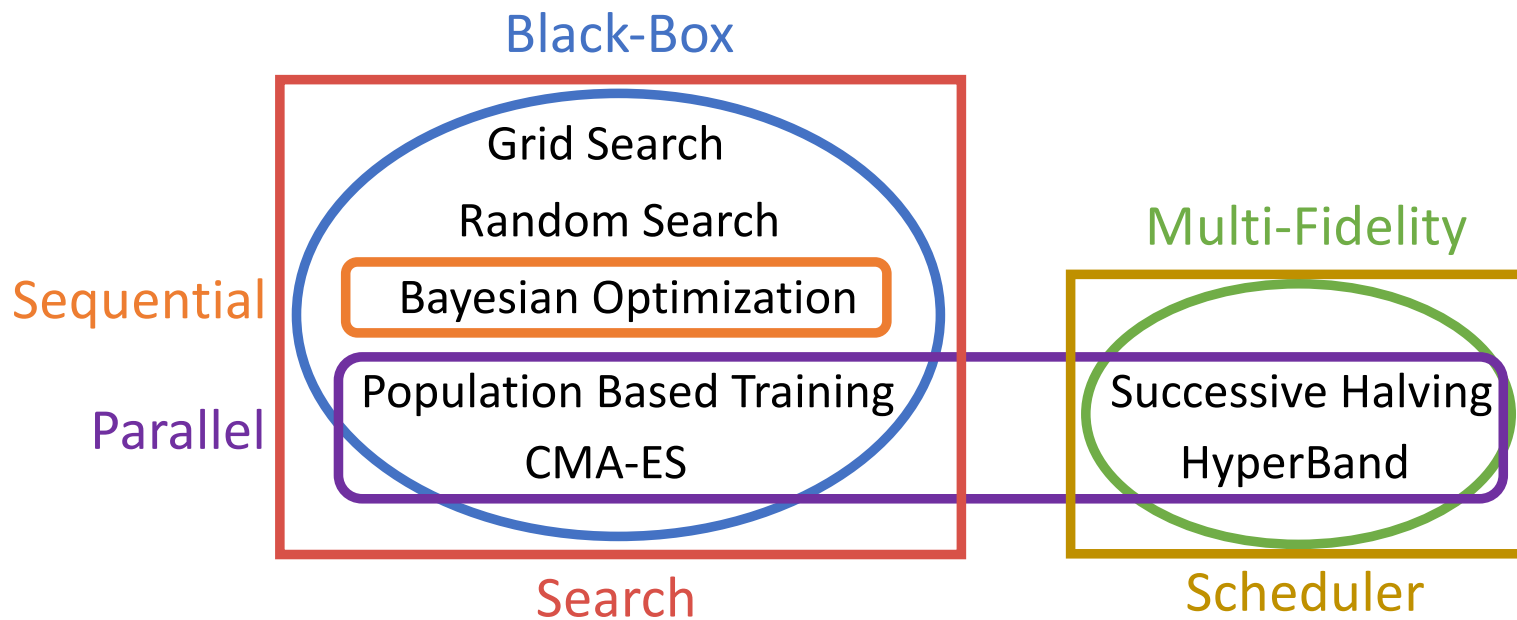 Black-Box
Grid Search
Random Search
Multi-Fidelity
Sequential
Bayesian Optimization
Population Based Training
Successive Halving
Parallel
CMA-ES
HyperBand
Search
Scheduler